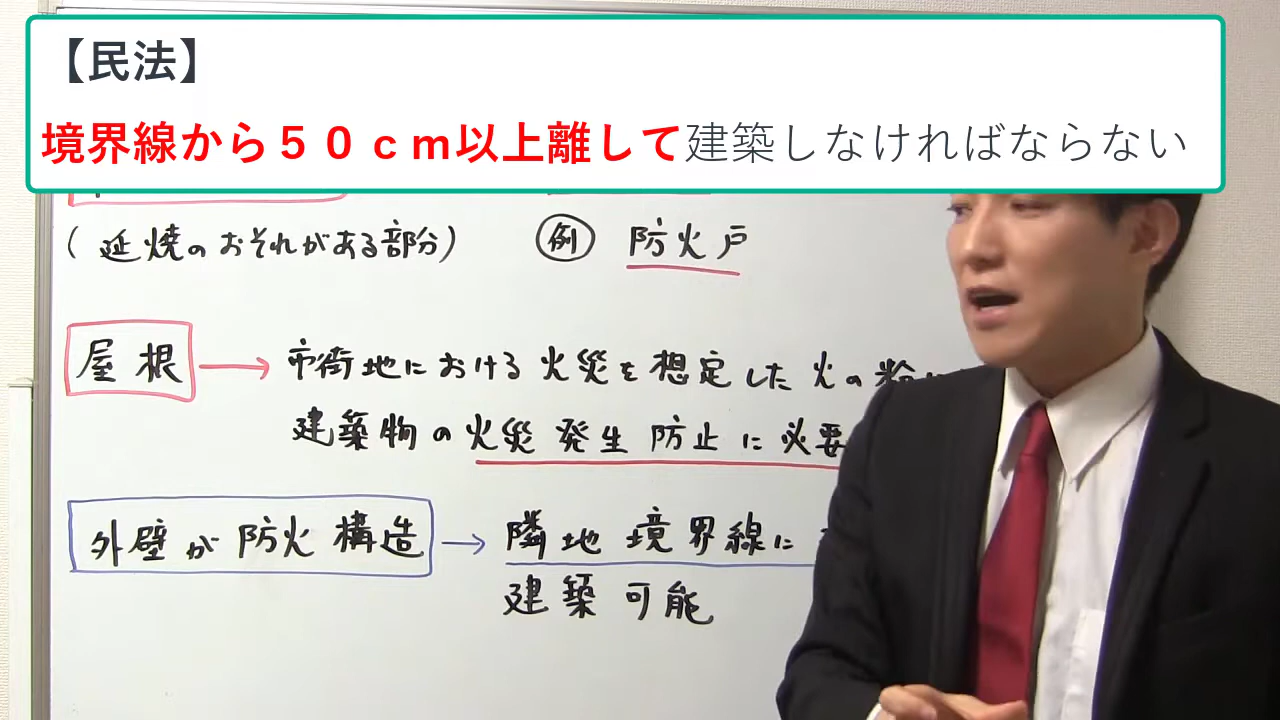 【民法】
境界線から５０ｃｍ以上離して建築しなければならない
(延焼のおそれがある部分)
例 防火戸
屋根 → 市街地における火災を想定した火の粉に
建築物の火災発生防止に必要
外壁が防火構造 → 隣地境界線に
建築可能